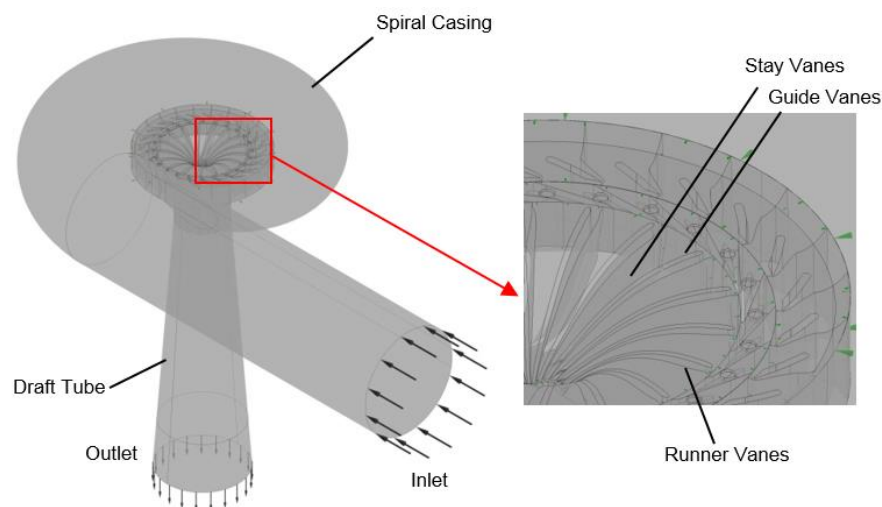 Spiral Casing
Stay Vanes
Guide Vanes
Draft Tube
Outlet
Inlet
Runner Vanes